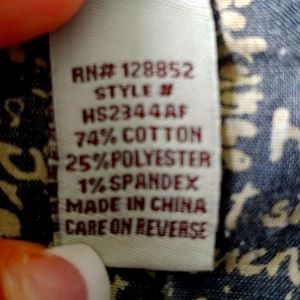 RN# 128852
STYLE #
HS2344AF
74% COTTON
25% POLYESTER
1% SPANDEX
MADE IN CHINA
CARE ON REVERSE